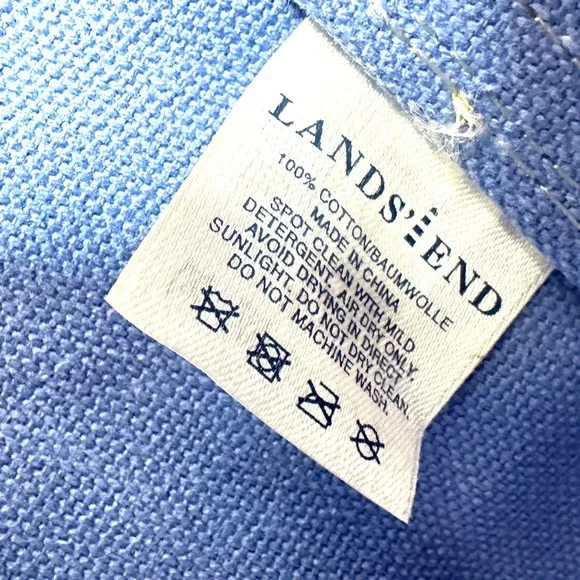 LANDS' END
100% COTTON/BAUMWOLLE
MADE IN CHINA
SPOT CLEAN WITH MILD
DETERGENT. AIR DRY ONLY,
AVOID DRYING IN DIRECT
SUNLIGHT. DO NOT DRY CLEAN.
DO NOT MACHINE WASH.